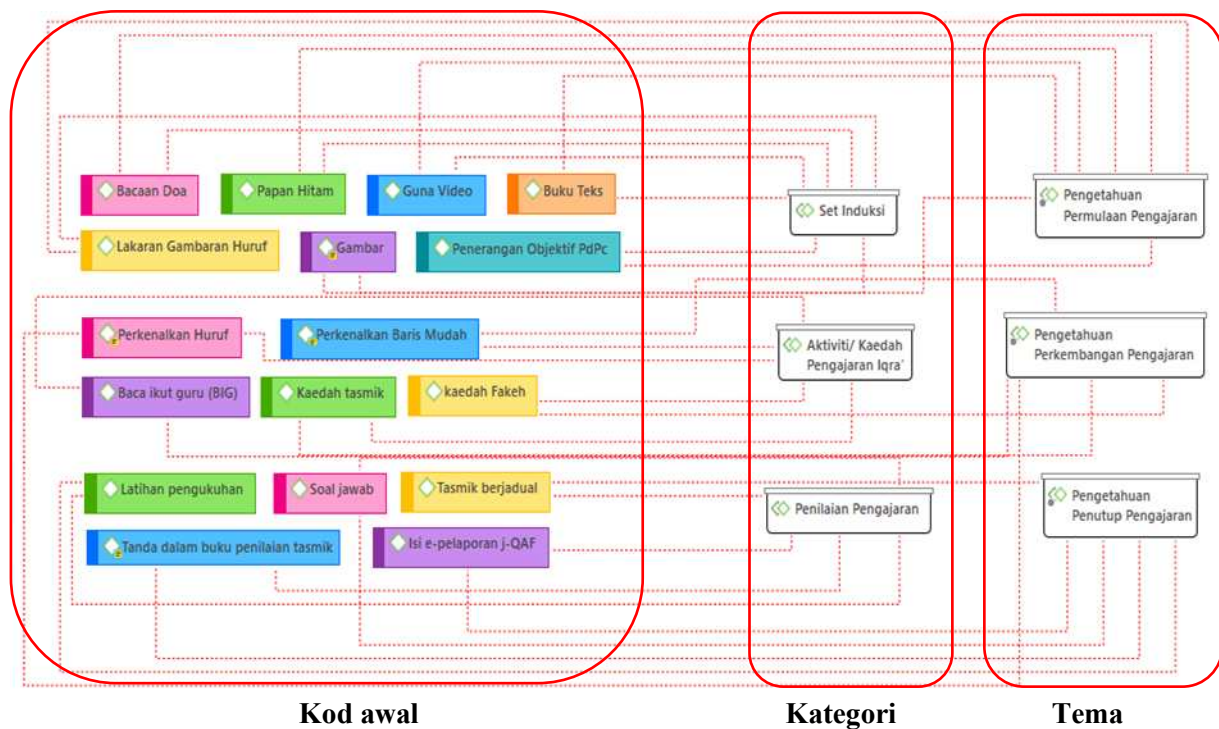 Bacaan Doa
Papan Hitam
Guna Video
Buku Teks
Set Induksi
Pengetahuan
Permulaan Pengajaran
Lakaran Gambaran Huruf
Gambar
Penerangan Objektif PdPc
Perkenalkan Huruf
Perkenalkan Baris Mudah
Aktiviti/ Kaedah
Pengajaran Iqra'
Pengetahuan
Perkembangan Pengajaran
Baca ikut guru (BIG)
Kaedah tasmik
kaedah Fakeh
Latihan pengukuhan
Soal jawab
Tasmik berjadual
Penilaian Pengajaran
Pengetahuan
Penutup Pengajaran
Tanda dalam buku penilaian tasmik
Isi e-pelaporan j-QAF
Kod awal
Kategori
Tema